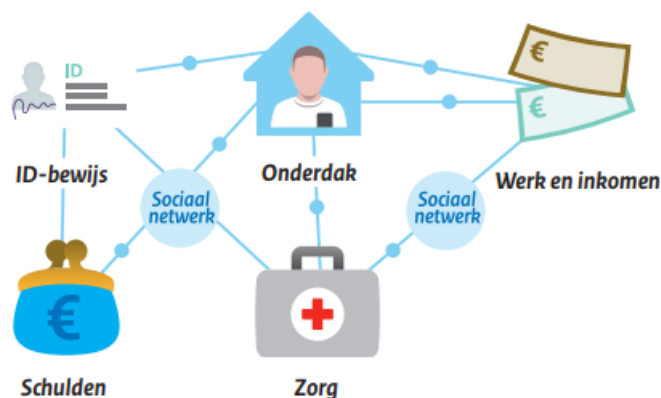 ID
ID-bewijs
Onderdak
Werk en inkomen
Sociaal
netwerk
Sociaal
netwerk
€
€
€
Schulden
Zorg